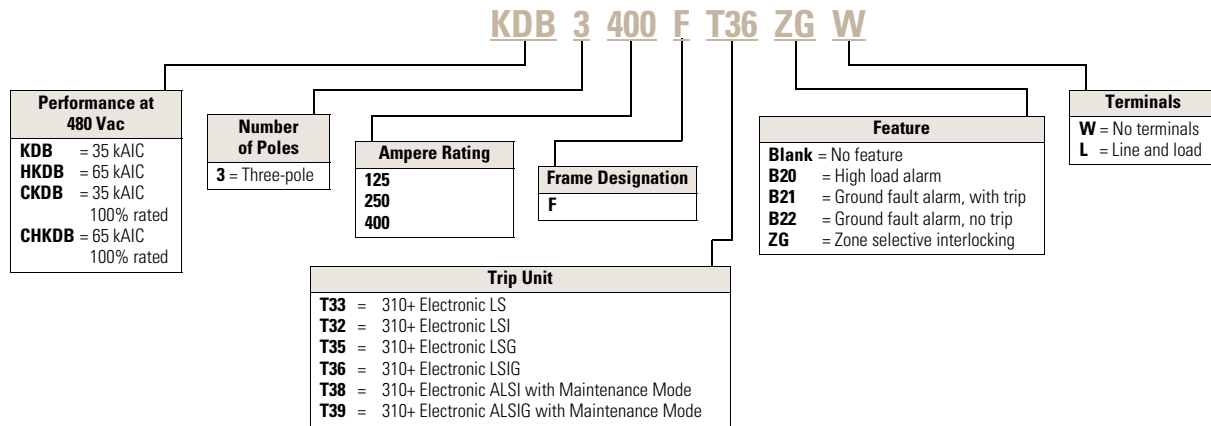 KDB 3 400 F T36 ZG W
Performance at
480 Vac
KDB = 35 kAIC
HKDB = 65 kAIC
CKDB = 35 kAIC
100% rated
CHKDB = 65 kAIC
100% rated
Number
of Poles
3 = Three-pole
Ampere Rating
125
250
400
Frame Designation
F
Trip Unit
T33 = 310+ Electronic LS
T32 = 310+ Electronic LSI
T35 = 310+ Electronic LSG
T36 = 310+ Electronic LSIG
T38 = 310+ Electronic ALSI with Maintenance Mode
T39 = 310+ Electronic ALSIG with Maintenance Mode
Feature
Blank = No feature
B20 = High load alarm
B21 = Ground fault alarm, with trip
B22 = Ground fault alarm, no trip
ZG = Zone selective interlocking
Terminals
W = No terminals
L = Line and load